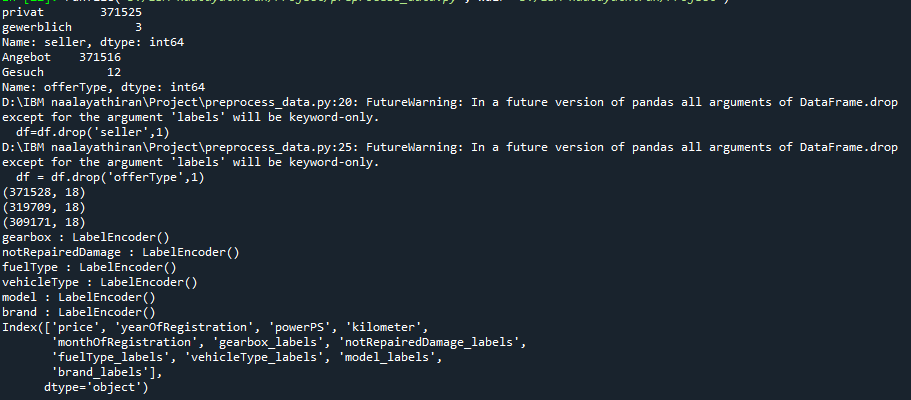 privat        371525
gewerblich         3
Name: seller, dtype: int64
Angebot    371516
Gesuch         12
Name: offerType, dtype: int64
D:\IBM naalayathiran\Project\preprocess_data.py:20: FutureWarning: In a future version of pandas all arguments of DataFrame.drop
except for the argument 'labels' will be keyword-only.
  df=df.drop('seller',1)
D:\IBM naalayathiran\Project\preprocess_data.py:25: FutureWarning: In a future version of pandas all arguments of DataFrame.drop
except for the argument 'labels' will be keyword-only.
  df = df.drop('offerType',1)
(371528, 18)
(319709, 18)
(309171, 18)
gearbox : LabelEncoder()
notRepairedDamage : LabelEncoder()
fuelType : LabelEncoder()
vehicleType : LabelEncoder()
model : LabelEncoder()
brand : LabelEncoder()
Index(['price', 'yearOfRegistration', 'powerPS', 'kilometer',
       'monthOfRegistration', 'gearbox_labels', 'notRepairedDamage_labels',
       'fuelType_labels', 'vehicleType_labels', 'model_labels',
       'brand_labels'],
      dtype='object')